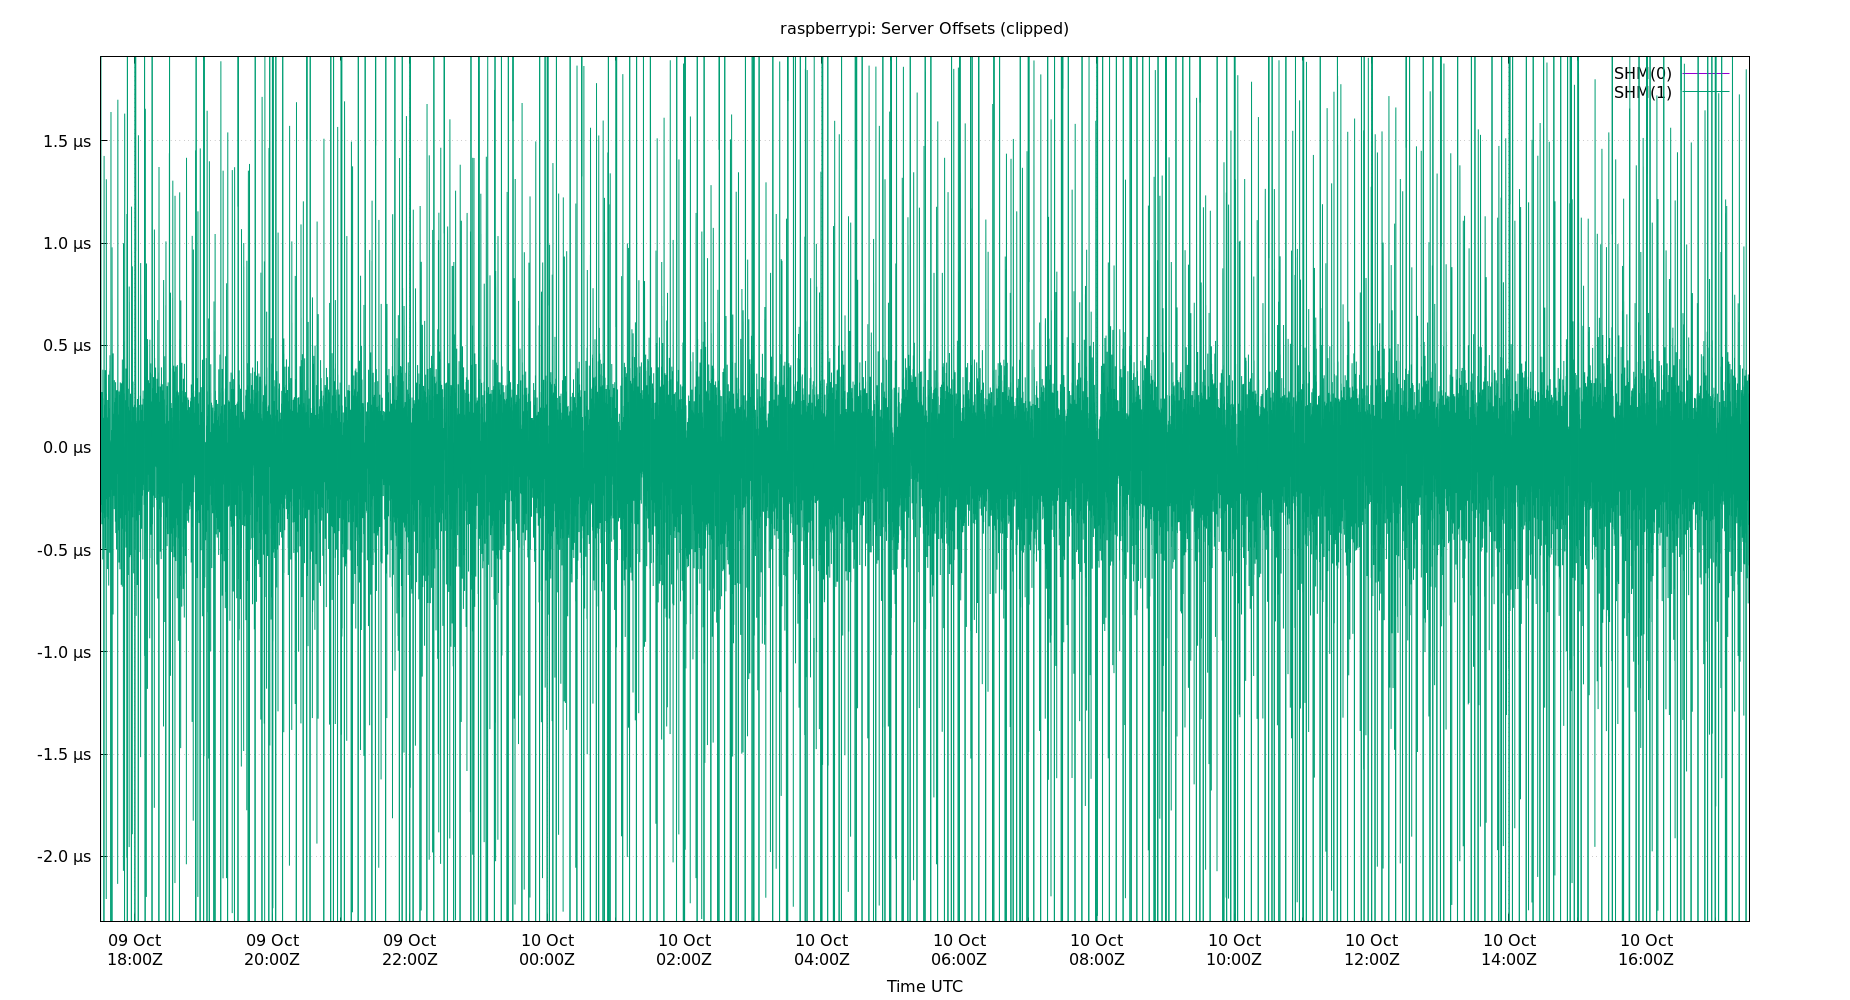 raspberrypi: Server Offsets (clipped)
SHM(0)
SHM(1)
1.5 µs
1.0 µs
0.5 µs
0.0 µs
-0.5 µs
-1.0 µs
-1.5 µs
-2.0 µs
09 Oct 09 Oct 09 Oct 10 Oct 10 Oct 10 Oct 10 Oct 10 Oct 10 Oct 10 Oct 10 Oct 10 Oct
18:00Z 20:00Z 22:00Z 00:00Z 02:00Z 04:00Z 06:00Z 08:00Z 10:00Z 12:00Z 14:00Z 16:00Z
Time UTC